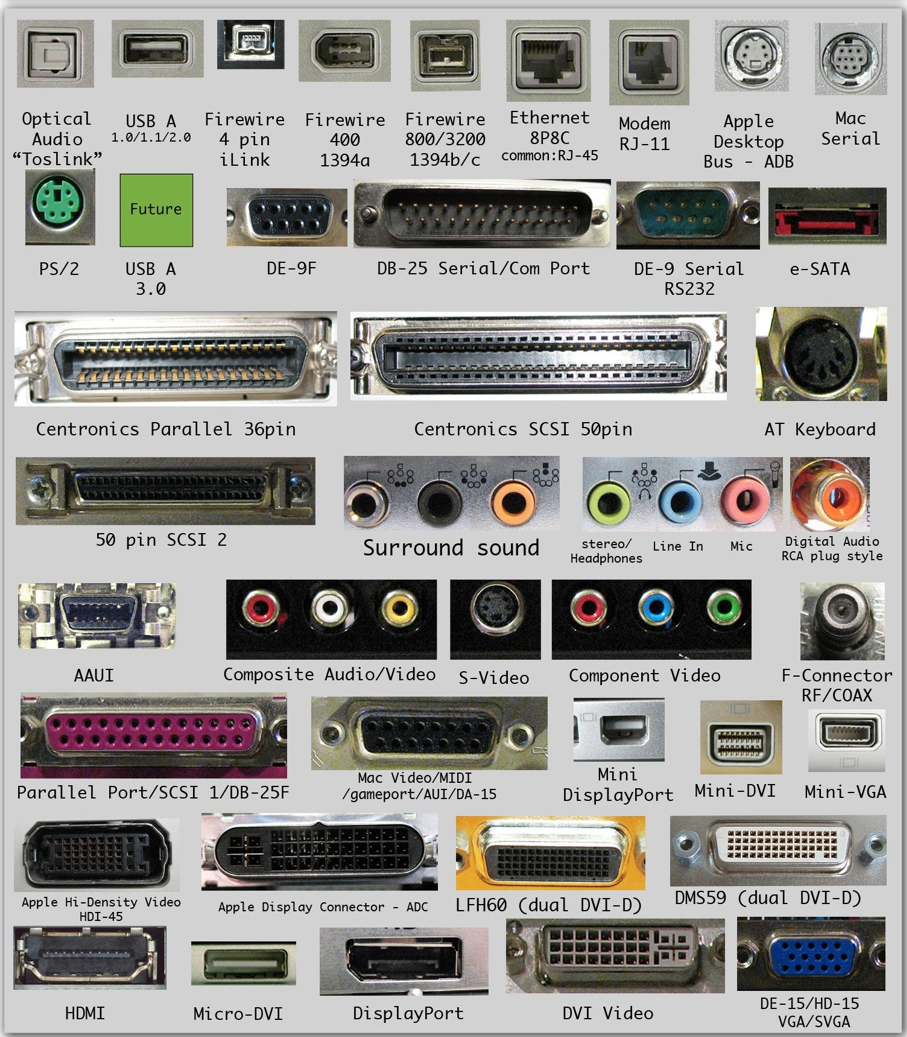 Optical
Audio
“Toslink”
USB A
1.0/1.1/2.0
Firewire
4 pin
iLink
Firewire
400
1394a
Firewire
800/3200
1394b/c
Ethernet
8P8C
common:RJ-45
Modem
RJ-11
Apple
Desktop
Bus - ADB
Mac
Serial
PS/2
Future
USB A
3.0
DE-9F
DB-25 Serial/Com Port
DE-9 Serial
RS232
e-SATA
Centronics Parallel 36pin
Centronics SCSI 50pin
AT Keyboard
50 pin SCSI 2
Surround sound
stereo/
Headphones
Line In
Mic
Digital Audio
RCA plug style
AAUI
Composite Audio/Video
S-Video
Component Video
F-Connector
RF/COAX
Parallel Port/SCSI 1/DB-25F
Mac Video/MIDI
/gameport/AUI/DA-15
Mini
DisplayPort
Mini-DVI
Mini-VGA
Apple Hi-Density Video
HDI-45
Apple Display Connector - ADC
LFH60 (dual DVI-D)
DMS59 (dual DVI-D)
HDMI
Micro-DVI
DisplayPort
DVI Video
DE-15/HD-15
VGA/SVGA